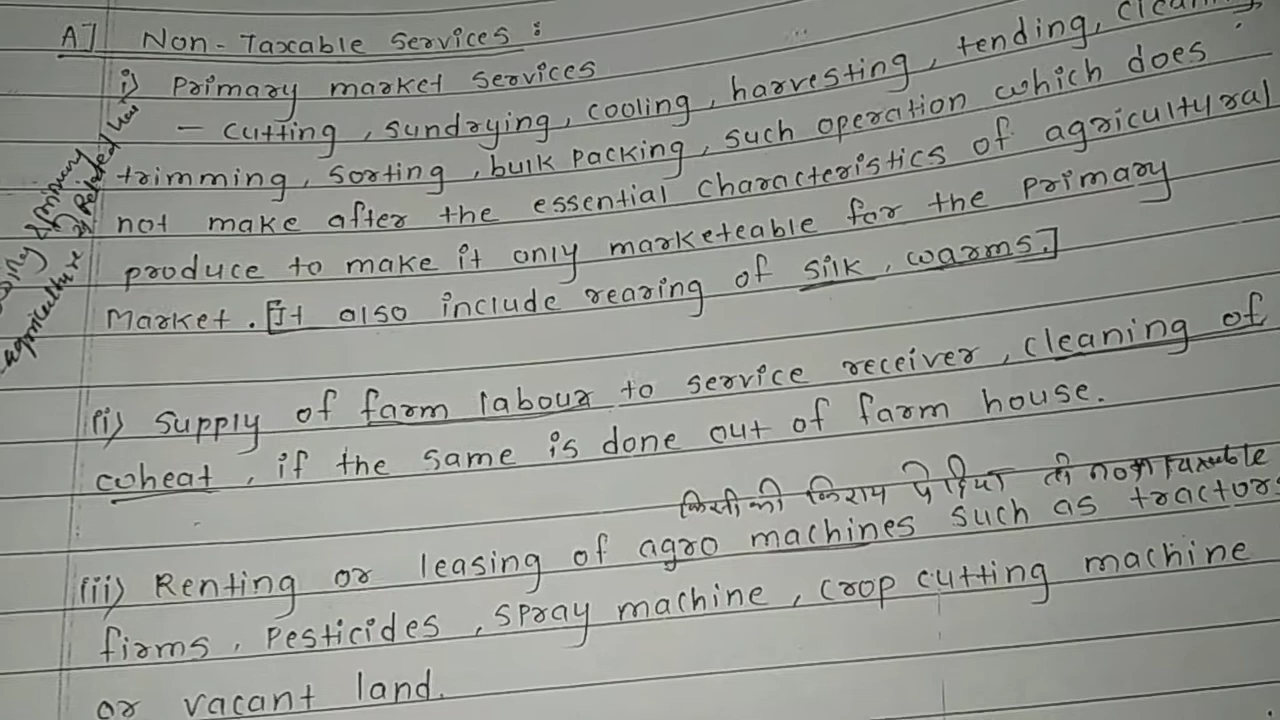 A] Non-Taxable services :
i) Primary market services
- cutting, sundrying, cooling, harvesting, tending,
trimming, sorting, bulk packing, such operation which does
not make after the essential characteristics of agricultural
produce to make it only marketeable for the primary
Market. [It also include rearing of silk, warms.]
primary
Related
agriculture
(i) Supply of farm labour to service receiver, cleaning of
coheat, if the same is done out of farm house.
किसी को किराय पे दिया तो non Taxable
(iii) Renting or leasing of agro machines such as tractors
firms, Pesticides, spray machine, crop cutting machine
or vacant land.